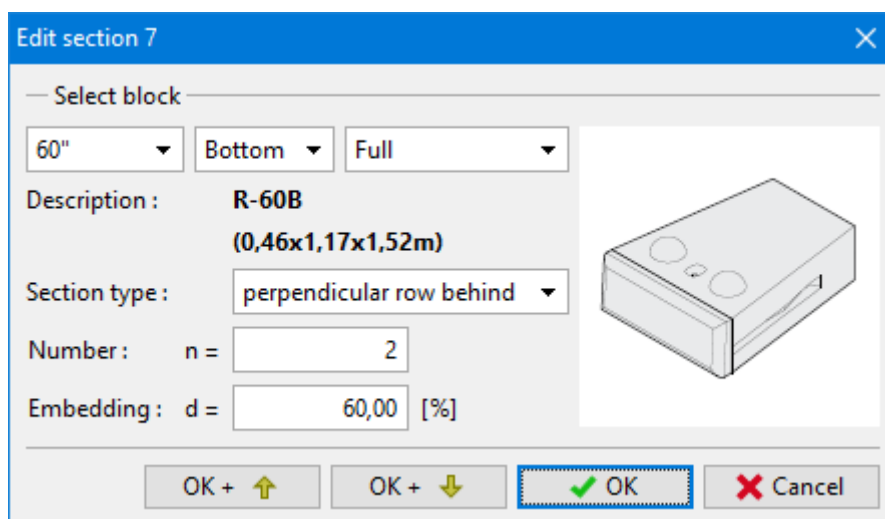 Edit section 7
Select block
60" Bottom Full
Description : R-60B
(0,46x1,17x1,52m)
Section type : perpendicular row behind
Number : n = 2
Embedding : d = 60,00 [%]
OK + OK + OK Cancel